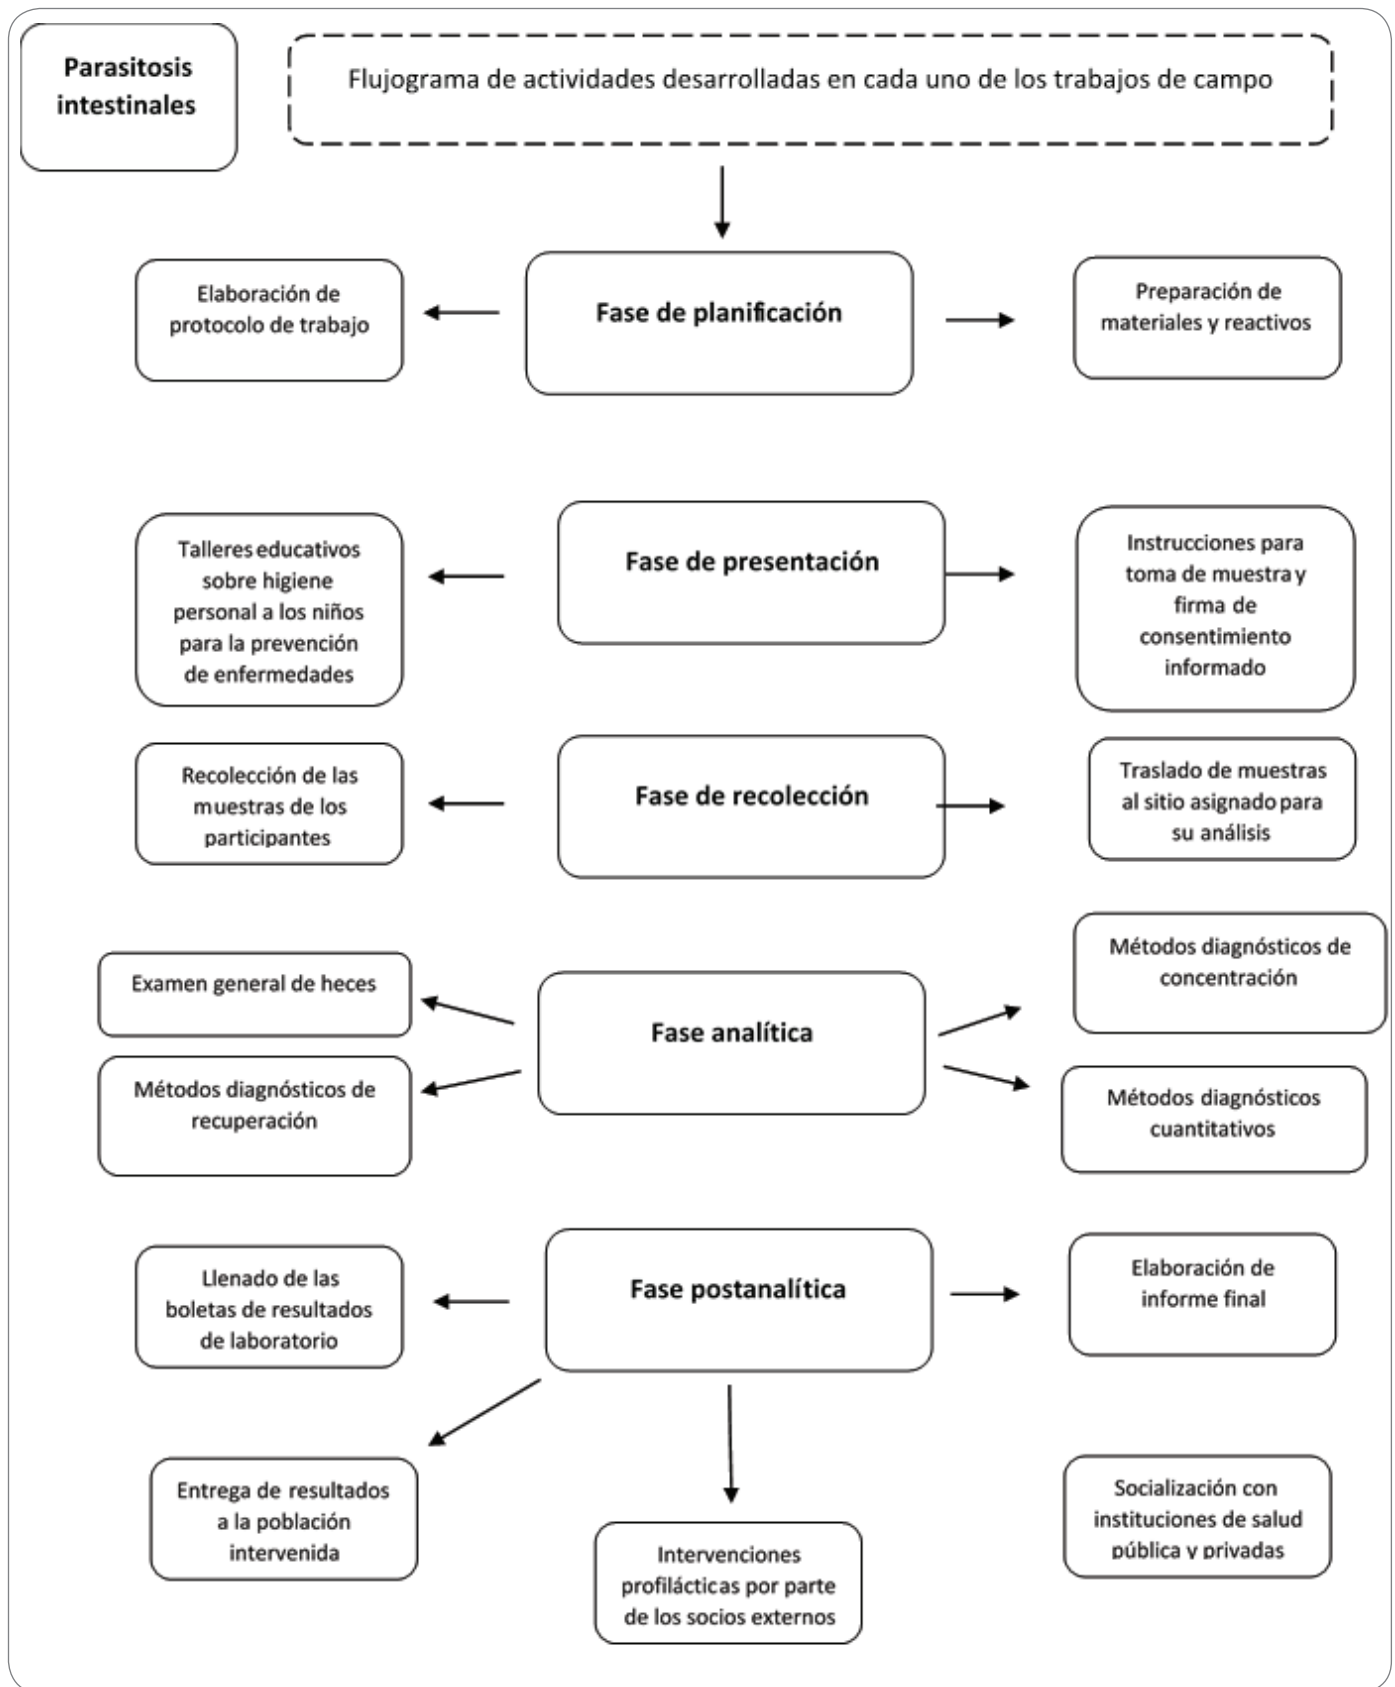 Parasitosis
intestinales
Flujograma de actividades desarrolladas en cada uno de los trabajos de campo
Elaboración de
protocolo de trabajo
Fase de planificación
Preparación de
materiales y reactivos
Talleres educativos
sobre higiene
personal a los niños
para la prevención
de enfermedades
Fase de presentación
Instrucciones para
toma de muestra y
firma de
consentimiento
informado
Recolección de las
muestras de los
participantes
Fase de recolección
Traslado de muestras
al sitio asignado para
su análisis
Examen general de heces
Métodos diagnósticos de
recuperación
Fase analítica
Métodos diagnósticos de
concentración
Métodos diagnósticos
cuantitativos
Llenado de las
boletas de resultados
de laboratorio
Fase postanalítica
Elaboración de
informe final
Entrega de resultados
a la población
intervenida
Intervenciones
profilácticas por parte
de los socios externos
Socialización con
instituciones de salud
pública y privadas